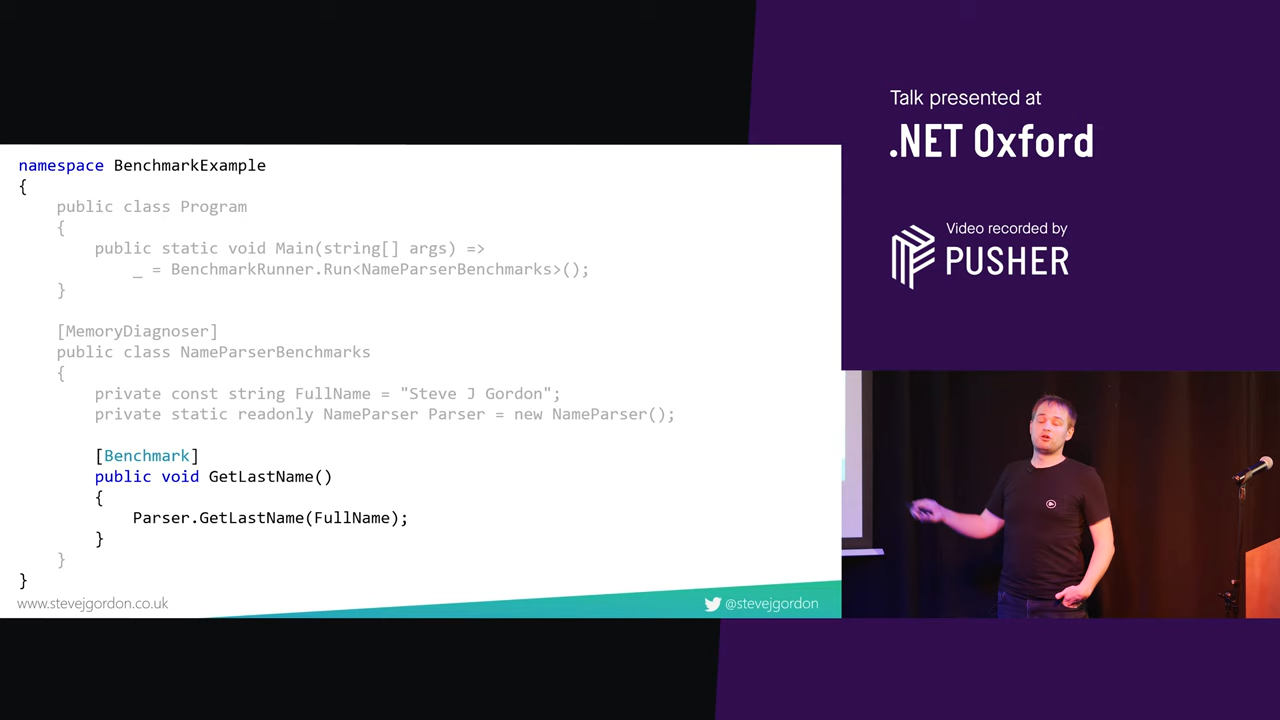 namespace BenchmarkExample
{
    public class Program
    {
        public static void Main(string[] args) =>
            _ = BenchmarkRunner.Run<NameParserBenchmarks>();
    }

    [MemoryDiagnoser]
    public class NameParserBenchmarks
    {
        private const string FullName = "Steve J Gordon";
        private static readonly NameParser Parser = new NameParser();

        [Benchmark]
        public void GetLastName()
        {
            Parser.GetLastName(FullName);
        }
    }
}
www.stevejgordon.co.uk
@stevejgordon
Talk presented at
.NET Oxford
Video recorded by
PUSHER